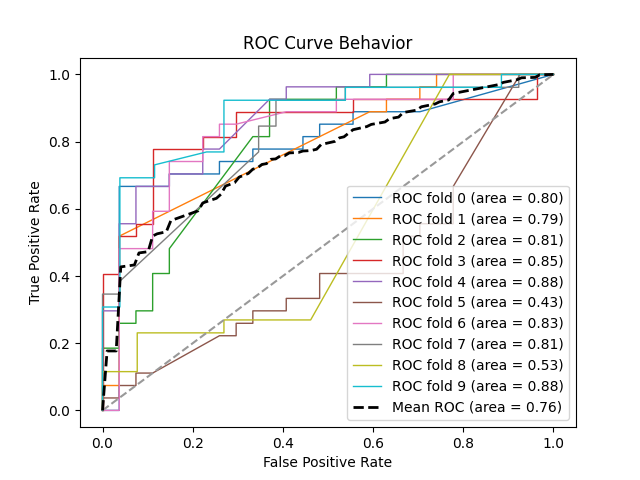 ROC Curve Behavior
True Positive Rate
1.0
0.8
0.6
0.4
0.2
0.0
ROC fold 0 (area = 0.80)
ROC fold 1 (area = 0.79)
ROC fold 2 (area = 0.81)
ROC fold 3 (area = 0.85)
ROC fold 4 (area = 0.88)
ROC fold 5 (area = 0.43)
ROC fold 6 (area = 0.83)
ROC fold 7 (area = 0.81)
ROC fold 8 (area = 0.53)
ROC fold 9 (area = 0.88)
Mean ROC (area = 0.76)
0.0 0.2 0.4 0.6 0.8 1.0
False Positive Rate